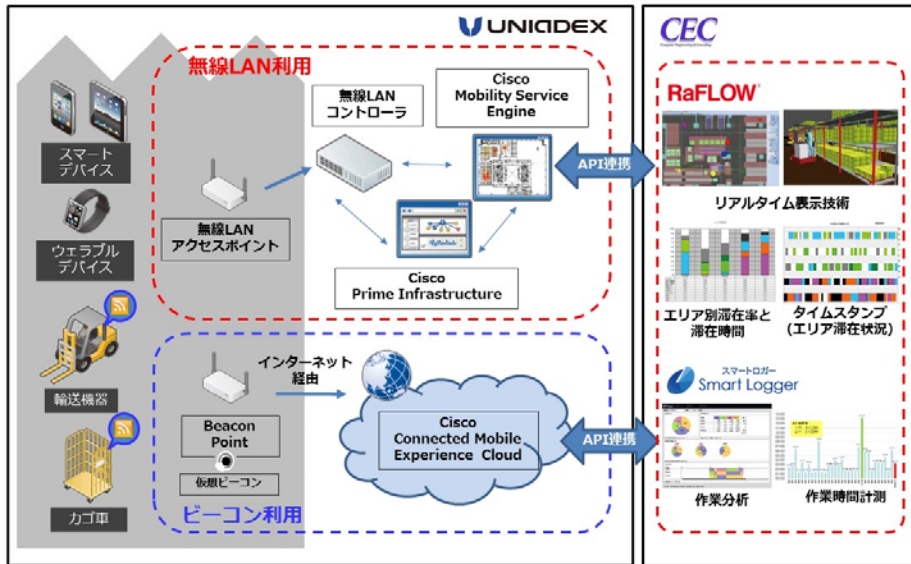 UNIADEX
無線LAN利用
スマート
デバイス
ウェラブル
デバイス
輸送機器
カゴ車
無線LAN
アクセスポイント
無線LAN
コントローラ
Cisco
Mobility Service
Engine
Cisco
Prime Infrastructure
API連携
インターネット
経由
Beacon
Point
仮想ビーコン
Cisco
Connected Mobile
Experience Cloud
API連携
ビーコン利用
CEC
RaFLOW
リアルタイム表示技術
エリア別滞在率と
滞在時間
タイムスタンプ
(エリア滞在状況)
スマートロガー
Smart Logger
作業分析
作業時間計測